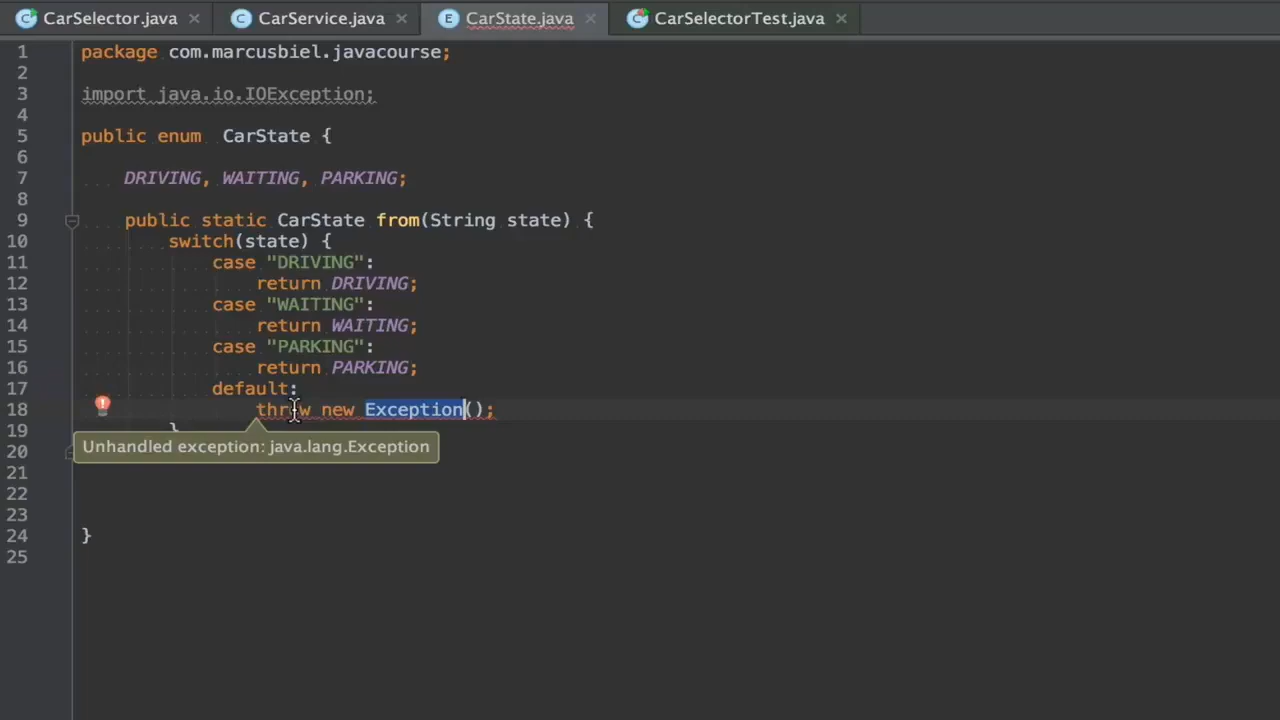 CarSelector.java CarService.java CarState.java CarSelectorTest.java
1 package com.marcusbiel.javacourse;
2
3 import java.io.IOException;
4
5 public enum  CarState {
6
7     DRIVING, WAITING, PARKING;
8
9     public static CarState from(String state) {
10         switch(state) {
11             case "DRIVING":
12                 return DRIVING;
13             case "WAITING":
14                 return WAITING;
15             case "PARKING":
16                 return PARKING;
17             default:
18                 throw new Exception();
19         }
Unhandled exception: java.lang.Exception
20
21
22
23
24 }
25